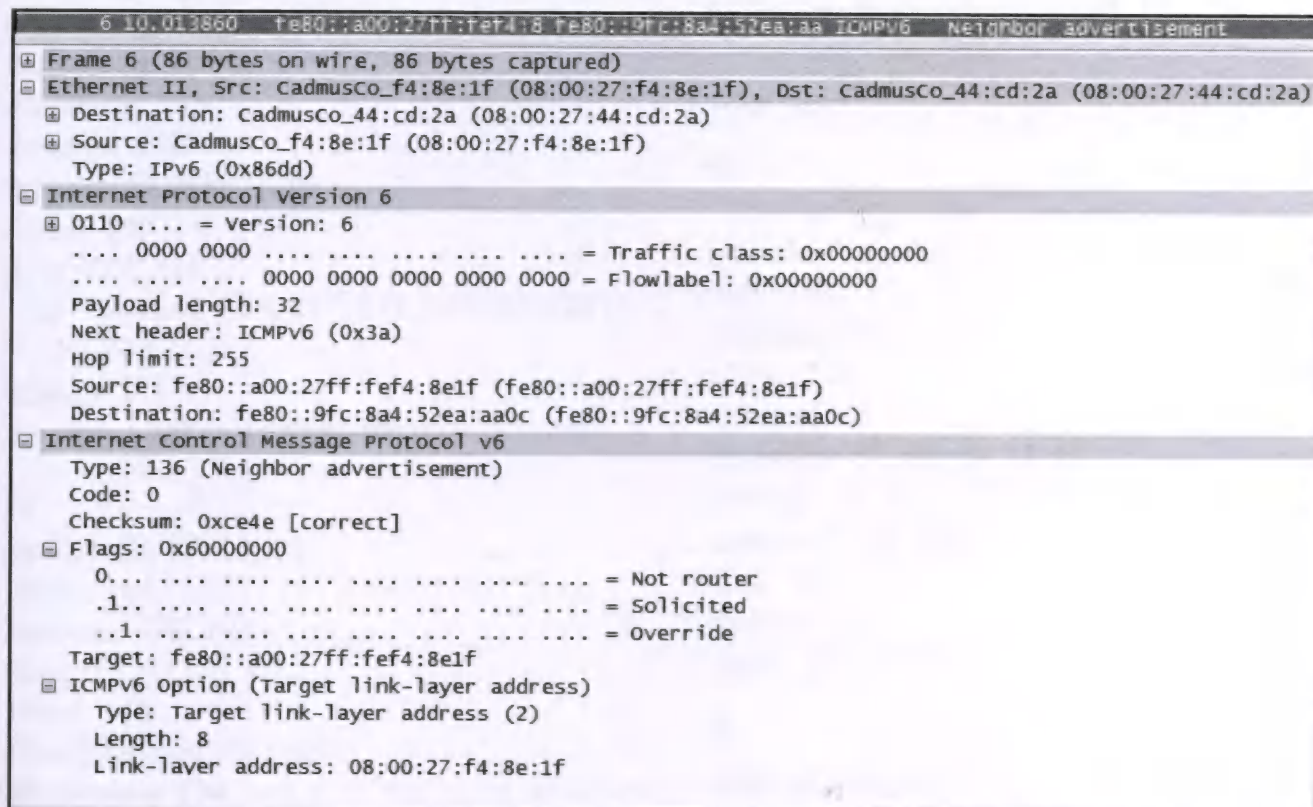 6 10.013860 fe80::a00:27ff:fef4:8 fe80::9fc:8a4:52ea:aa ICMPv6 Neighbor advertisement
Frame 6 (86 bytes on wire, 86 bytes captured)
Ethernet II, Src: CadmusCo_f4:8e:1f (08:00:27:f4:8e:1f), Dst: CadmusCo_44:cd:2a (08:00:27:44:cd:2a)
Destination: CadmusCo_44:cd:2a (08:00:27:44:cd:2a)
Source: CadmusCo_f4:8e:1f (08:00:27:f4:8e:1f)
Type: IPv6 (0x86dd)
Internet Protocol Version 6
0110 .... = Version: 6
.... 0000 0000 .... .... .... .... .... = Traffic class: 0x00000000
.... .... .... 0000 0000 0000 0000 0000 = Flowlabel: 0x00000000
Payload length: 32
Next header: ICMPv6 (0x3a)
Hop limit: 255
Source: fe80::a00:27ff:fef4:8e1f (fe80::a00:27ff:fef4:8e1f)
Destination: fe80::9fc:8a4:52ea:aa0c (fe80::9fc:8a4:52ea:aa0c)
Internet Control Message Protocol v6
Type: 136 (Neighbor advertisement)
Code: 0
Checksum: 0xce4e [correct]
Flags: 0x60000000
0... .... .... .... .... .... .... .... = Not router
.1.. .... .... .... .... .... .... .... = Solicited
..1. .... .... .... .... .... .... .... = Override
Target: fe80::a00:27ff:fef4:8e1f
ICMPv6 Option (Target link-layer address)
Type: Target link-layer address (2)
Length: 8
Link-layer address: 08:00:27:f4:8e:1f